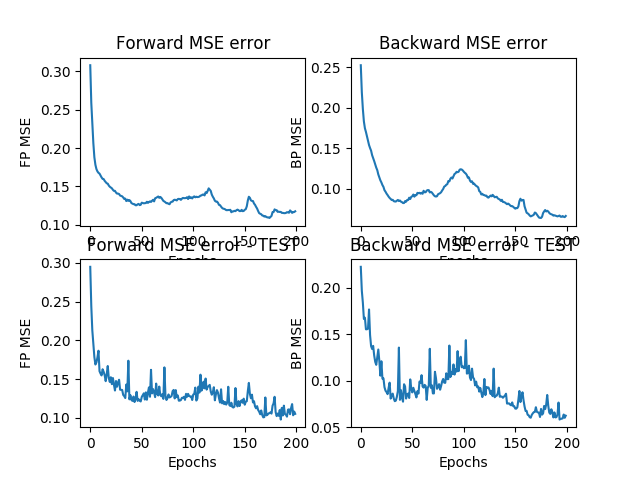 Forward MSE error
Backward MSE error
FP MSE
0.30
0.25
0.20
0.15
0.10
0 50 100 150 200
Epochs
BP MSE
0.25
0.20
0.15
0.10
0 50 100 150 200
Epochs
Forward MSE error - TEST
Backward MSE error - TEST
FP MSE
0.30
0.25
0.20
0.15
0.10
0 50 100 150 200
Epochs
BP MSE
0.20
0.15
0.10
0.05
0 50 100 150 200
Epochs